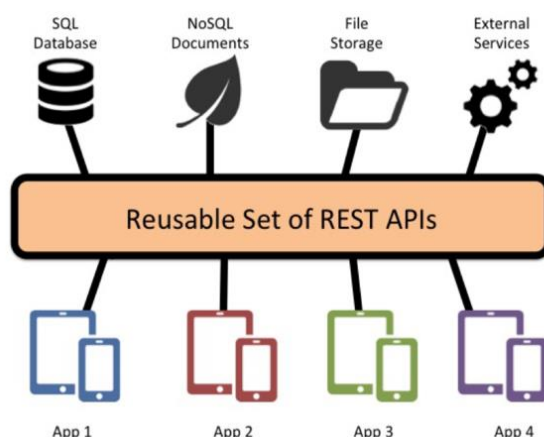 SQL
Database
NoSQL
Documents
File
Storage
External
Services
Reusable Set of REST APIs
App 1
App 2
App 3
App 4